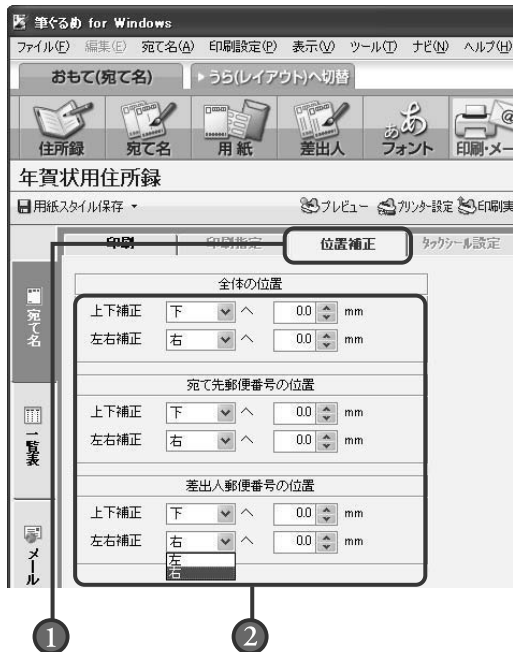 筆ぐるめ for Windows
ファイル(F) 編集(E) 宛て名(A) 印刷設定(P) 表示(V) ツール(T) ナビ(N) ヘルプ(H)
おもて(宛て名) うら(レイアウト)へ切替
住所録 宛て名 用紙 差出人 フォント 印刷・メー
年賀状用住所録
用紙スタイル保存 プレビュー プリンター設定 印刷実
印刷 印刷指定 位置補正 タックシール設定
宛て名
一覧表
メール
全体の位置
上下補正 下 へ 0.0 mm
左右補正 右 へ 0.0 mm
宛て先郵便番号の位置
上下補正 下 へ 0.0 mm
左右補正 右 へ 0.0 mm
差出人郵便番号の位置
上下補正 下 へ 0.0 mm
左右補正 右 へ 0.0 mm
左
右
1 2